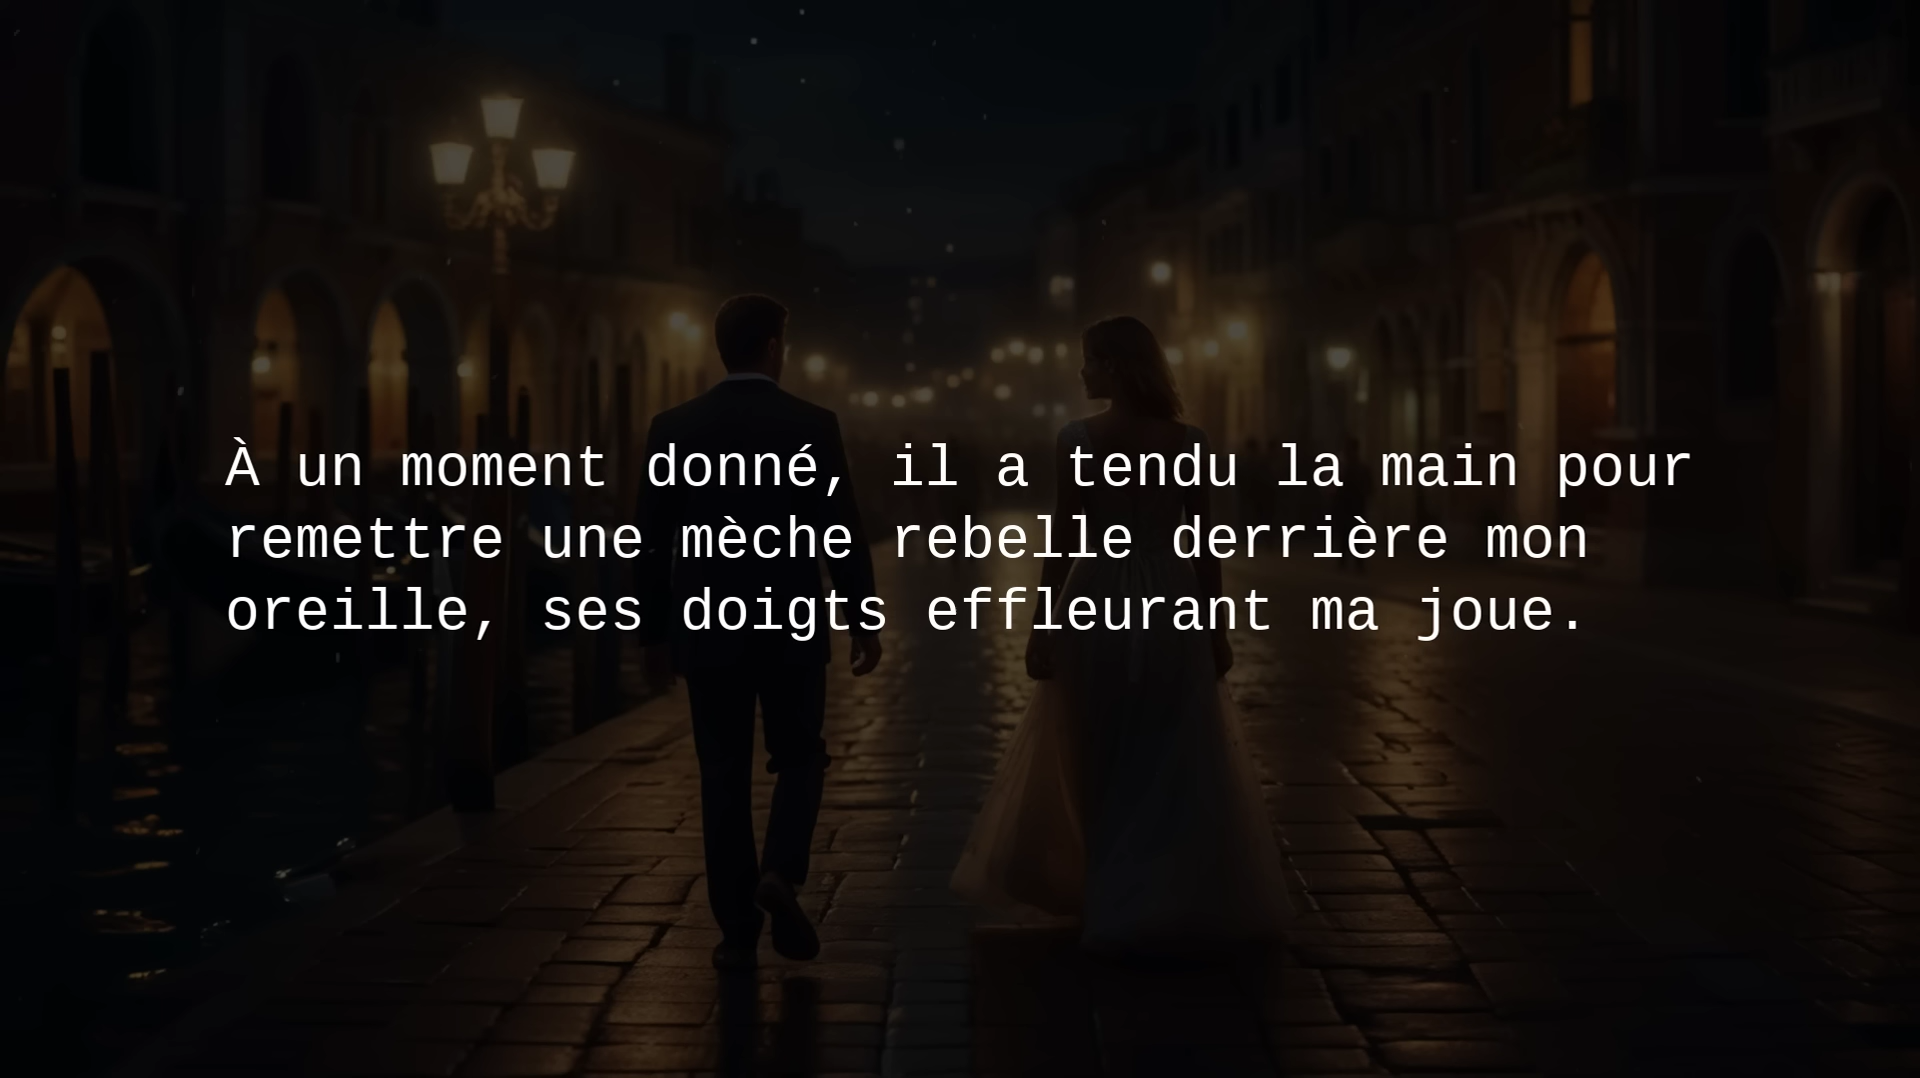 À un moment donné, il a tendu la main pour
remettre une mèche rebelle derrière mon
oreille, ses doigts effleurant ma joue.